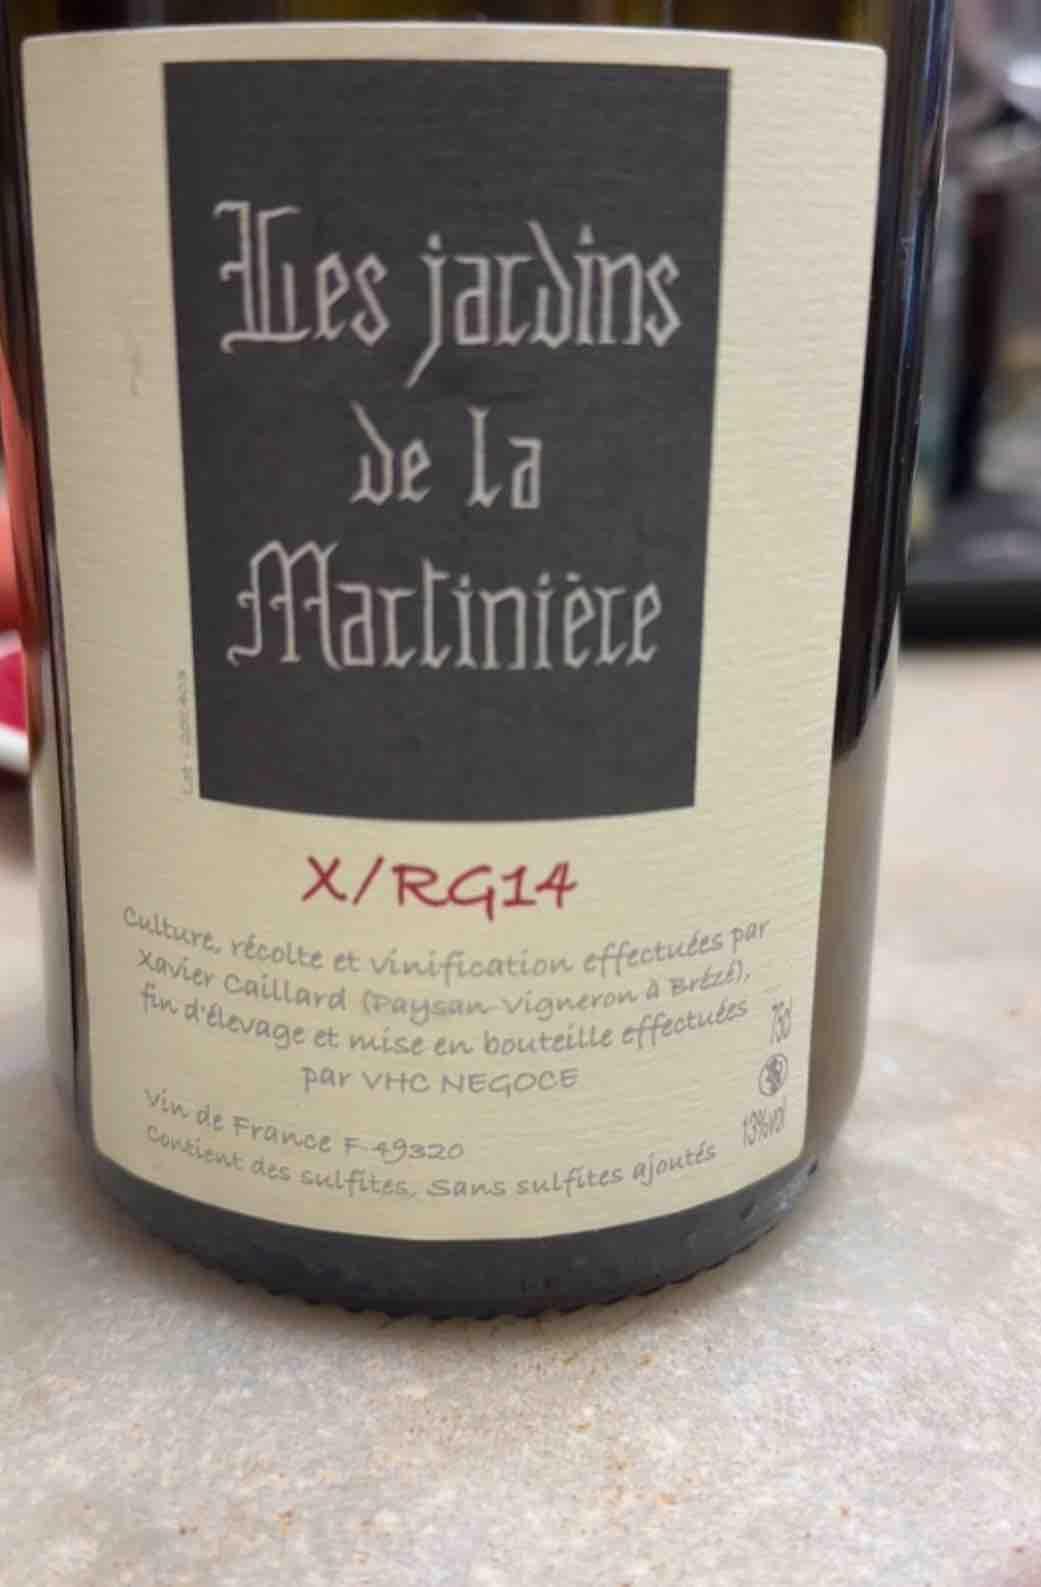 Les jardins
de la
Martinière
X/RG14
Culture, récolte et vinification effectuées par
Xavier Caillard (Paysan-Vigneron à Brézé),
fin d'élevage et mise en bouteille effectuées
par VHC NEGOCE
75cl
Vin de France F-49320
13%vol
Contient des sulfites, Sans sulfites ajoutés